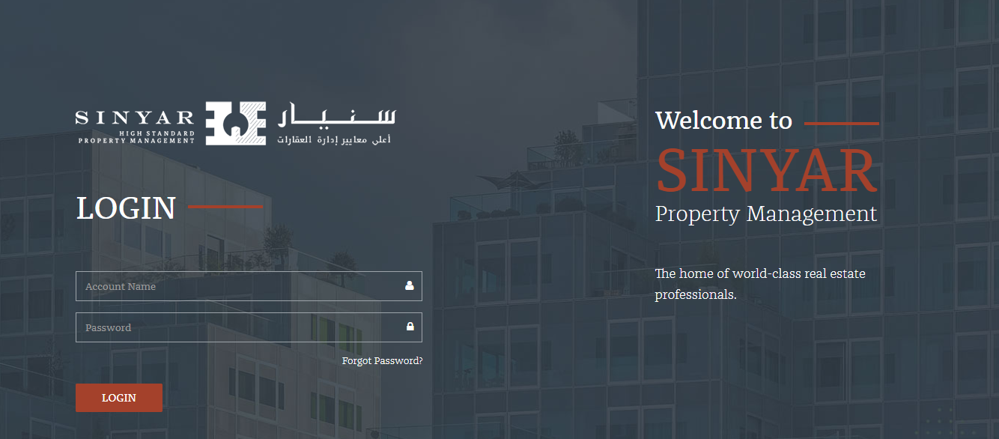 SINYAR
HIGH STANDARD
PROPERTY MANAGEMENT
سنيار
أعلى معايير إدارة العقارات
LOGIN
Account Name
Password
Forgot Password?
LOGIN
Welcome to
SINYAR
Property Management
The home of world-class real estate
professionals.